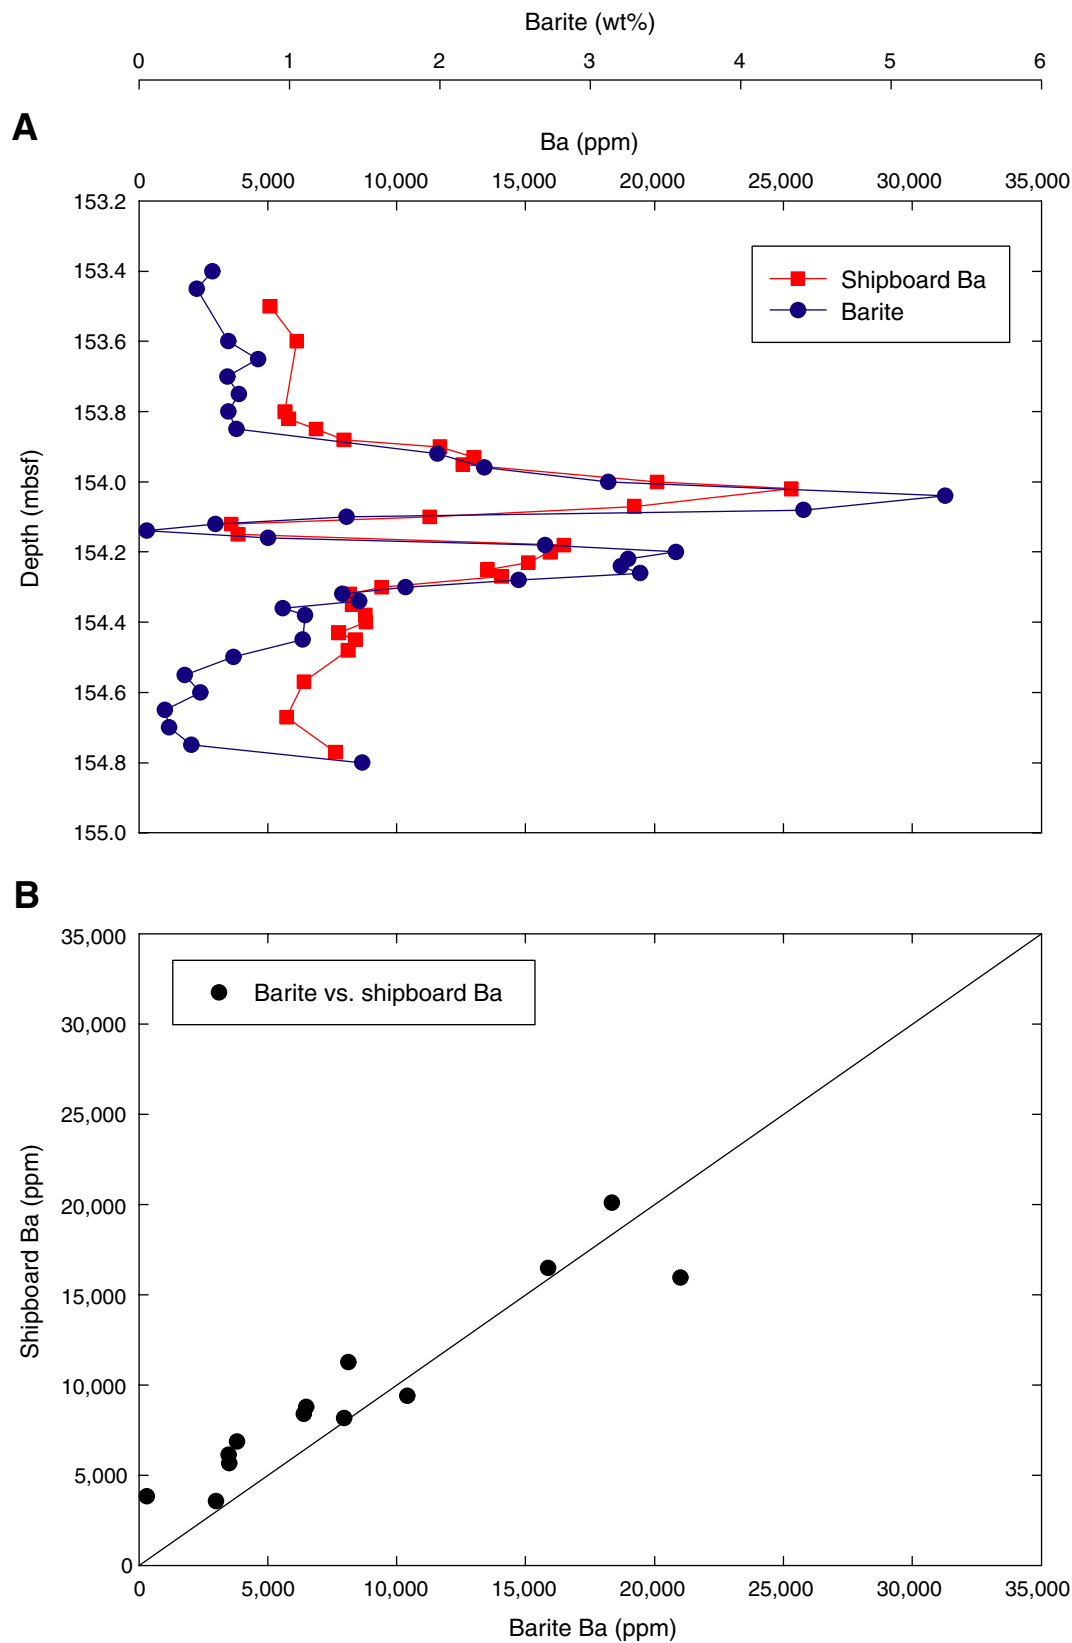 Barite (wt%)
0 1 2 3 4 5 6
A
Ba (ppm)
0 5,000 10,000 15,000 20,000 25,000 30,000 35,000
153.2
153.4
Shipboard Ba
Barite
153.6
153.8
154.0
Depth (mbsf)
154.2
154.4
154.6
154.8
155.0
B
35,000
Barite vs. shipboard Ba
30,000
25,000
20,000
Shipboard Ba (ppm)
15,000
10,000
5,000
0
0 5,000 10,000 15,000 20,000 25,000 30,000 35,000
Barite Ba (ppm)